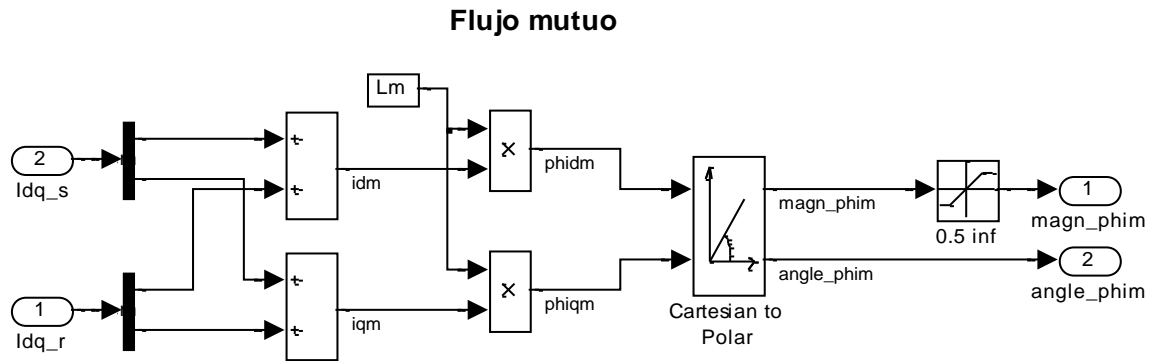 Flujo mutuo
Lm
2
Idq_s
+
+
idm
×
phidm
magn_phim
0.5 inf
1
magn_phim
1
Idq_r
+
+
iqm
×
phiqm
Cartesian to
Polar
angle_phim
2
angle_phim